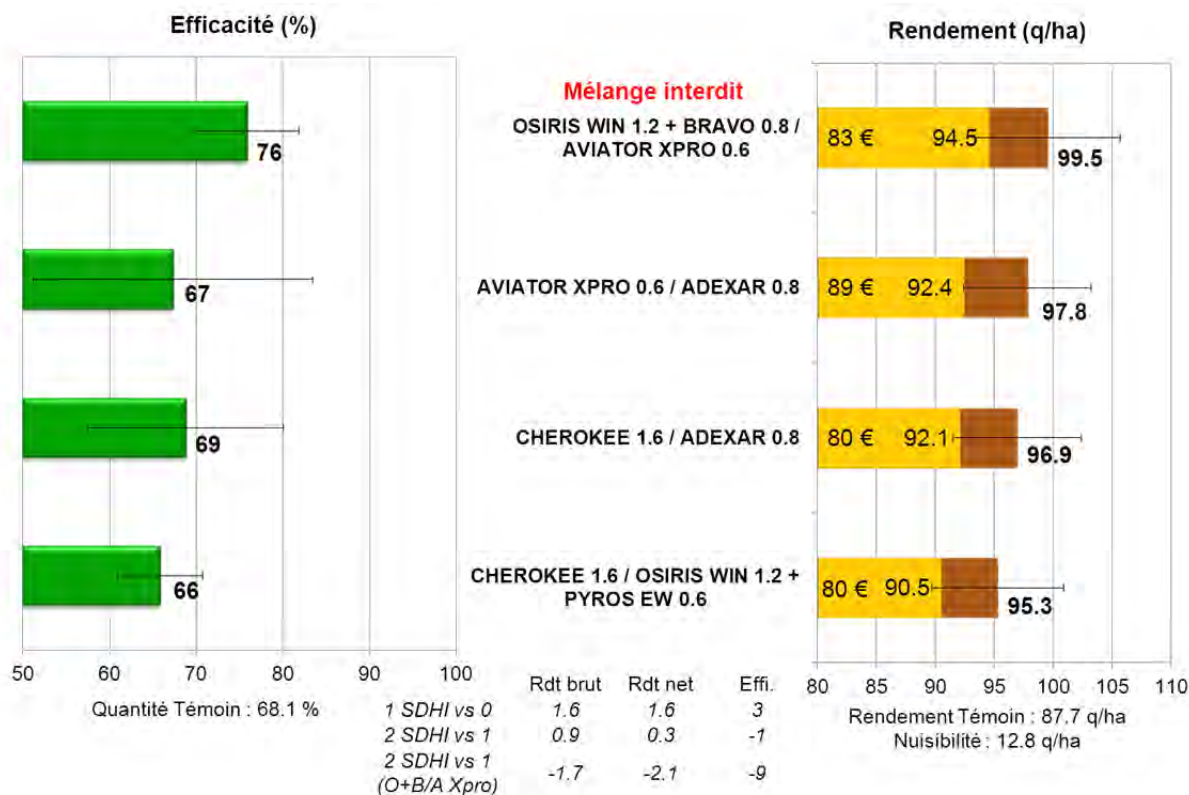 Efficacité (%)
Rendement (q/ha)
Mélange interdit
OSIRIS WIN 1.2 + BRAVO 0.8 /
AVIATOR XPRO 0.6
76
83 €
94.5
99.5
AVIATOR XPRO 0.6 / ADEXAR 0.8
67
89 €
92.4
97.8
CHEROKEE 1.6 / ADEXAR 0.8
69
80 €
92.1
96.9
CHEROKEE 1.6 / OSIRIS WIN 1.2 +
PYROS EW 0.6
66
80 €
90.5
95.3
50 60 70 80 90 100
80 85 90 95 100 105 110
Quantité Témoin : 68.1 %
Rdt brut Rdt net Effi.
1 SDHI vs 0 1.6 1.6 3
2 SDHI vs 1 0.9 0.3 -1
2 SDHI vs 1
(O+B/A Xpro) -1.7 -2.1 -9
Rendement Témoin : 87.7 q/ha
Nuisibilité : 12.8 q/ha